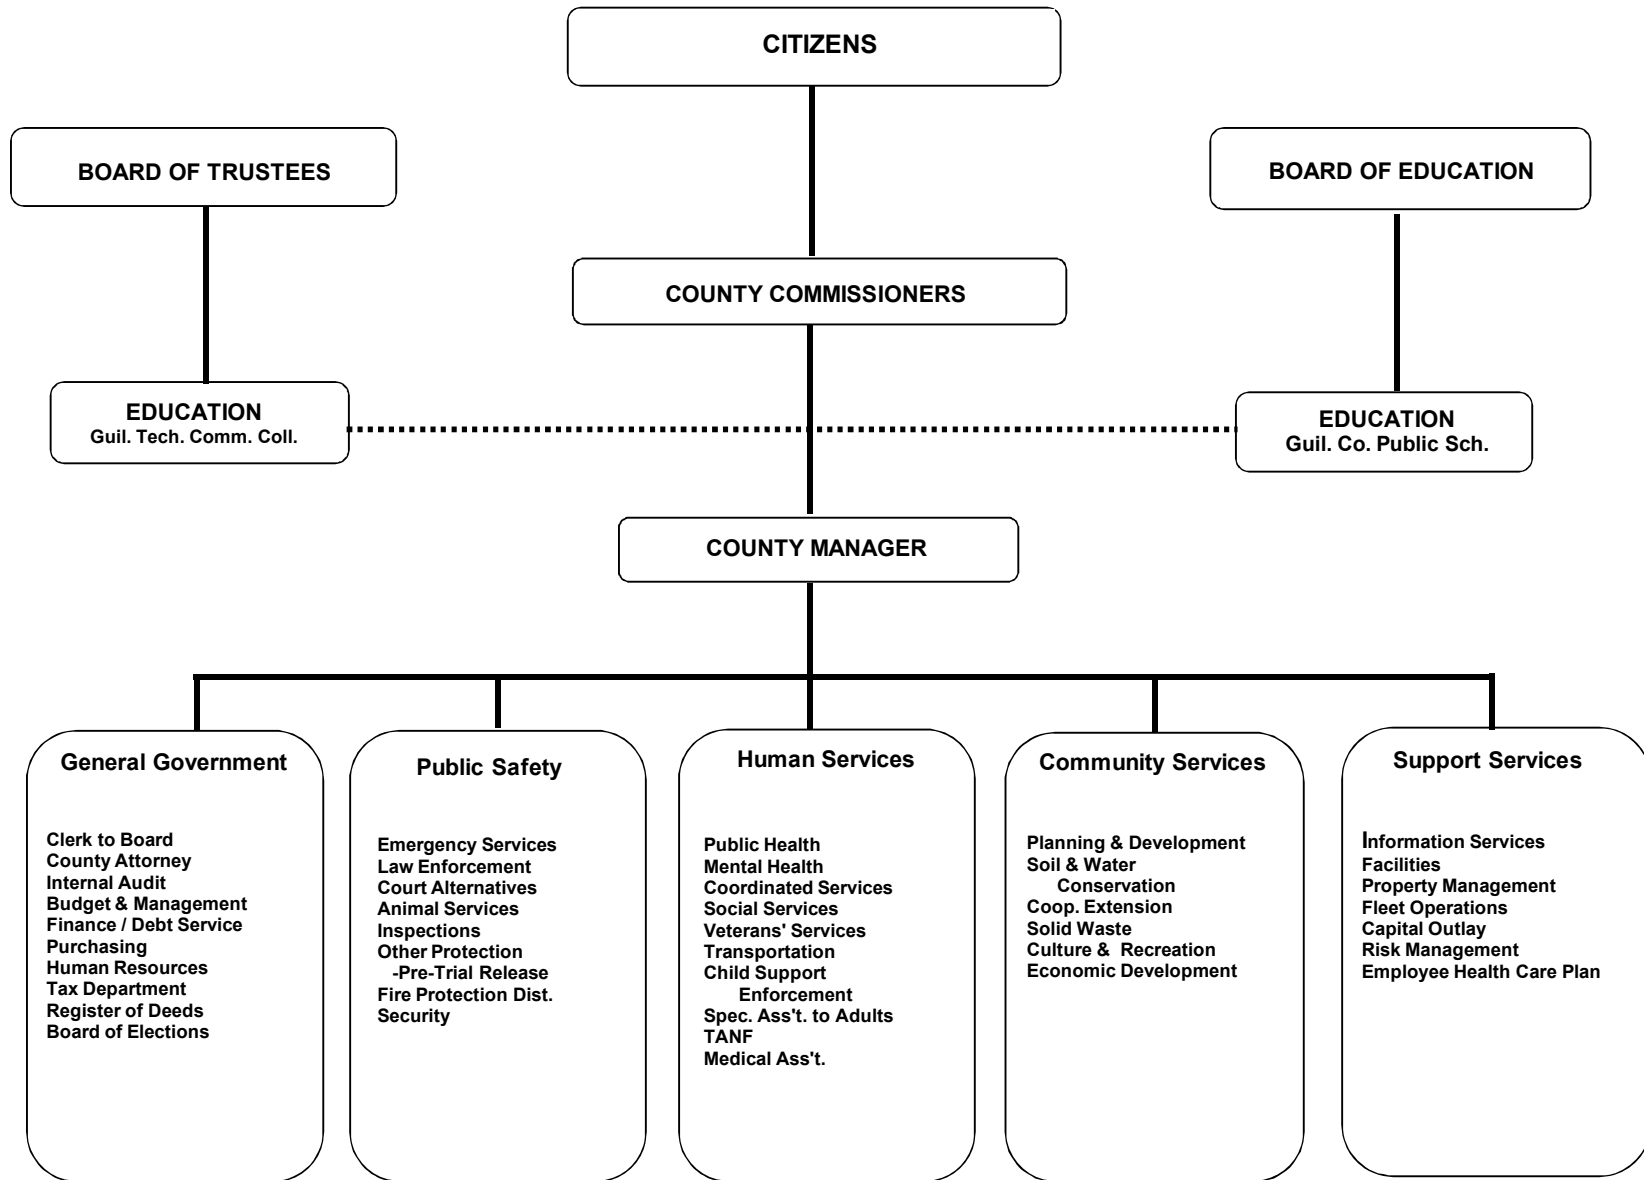 CITIZENS
BOARD OF TRUSTEES
BOARD OF EDUCATION
COUNTY COMMISSIONERS
EDUCATION
Guil. Tech. Comm. Coll.
EDUCATION
Guil. Co. Public Sch.
COUNTY MANAGER
General Government
Clerk to Board
County Attorney
Internal Audit
Budget & Management
Finance / Debt Service
Purchasing
Human Resources
Tax Department
Register of Deeds
Board of Elections
Public Safety
Emergency Services
Law Enforcement
Court Alternatives
Animal Services
Inspections
Other Protection
-Pre-Trial Release
Fire Protection Dist.
Security
Human Services
Public Health
Mental Health
Coordinated Services
Social Services
Veterans' Services
Transportation
Child Support
Enforcement
Spec. Ass't. to Adults
TANF
Medical Ass't.
Community Services
Planning & Development
Soil & Water
Conservation
Coop. Extension
Solid Waste
Culture & Recreation
Economic Development
Support Services
Information Services
Facilities
Property Management
Fleet Operations
Capital Outlay
Risk Management
Employee Health Care Plan